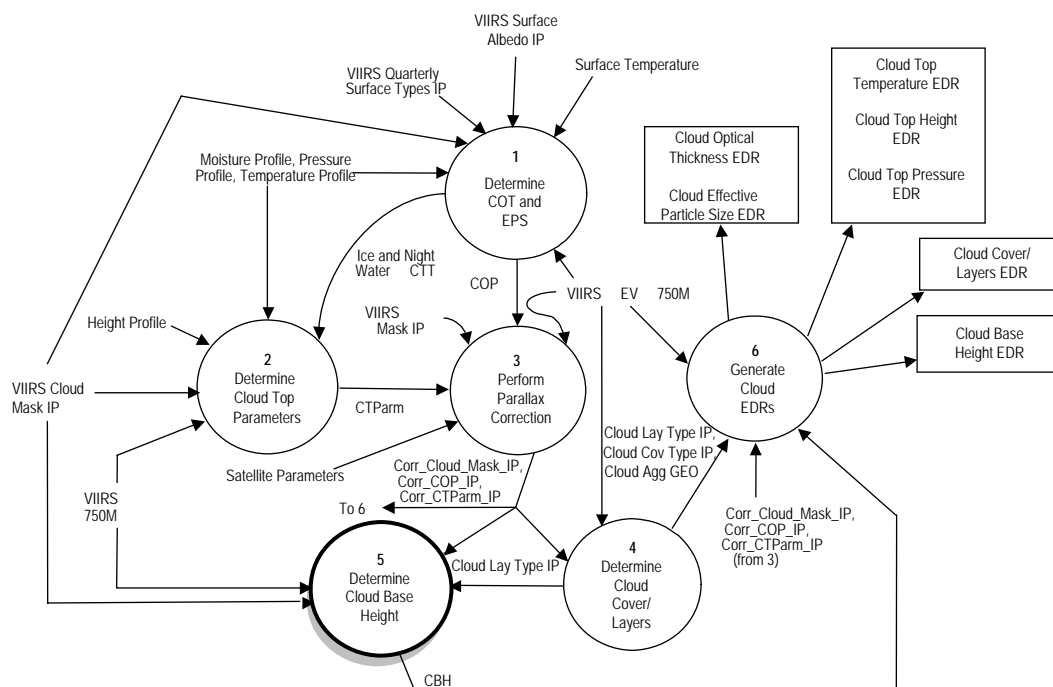 VIIRS Surface
Albedo IP
VIIRS Quarterly
Surface Types IP
Surface Temperature
Moisture Profile, Pressure
Profile, Temperature Profile
1
Determine
COT and
EPS
Cloud Optical
Thickness EDR
Cloud Effective
Particle Size EDR
Cloud Top
Temperature EDR
Cloud Top Height
EDR
Cloud Top Pressure
EDR
Ice and Night
Water CTT
COP
VIIRS EV 750M
Cloud Cover/
Layers EDR
Cloud Base
Height EDR
Height Profile
VIIRS
Mask IP
2
Determine
Cloud Top
Parameters
CTParm
3
Perform
Parallax
Correction
6
Generate
Cloud
EDRs
VIIRS Cloud
Mask IP
Satellite Parameters
Cloud Lay Type IP,
Cloud Cov Type IP,
Cloud Agg GEO
Corr_Cloud_Mask_IP,
Corr_COP_IP,
Corr_CTParm_IP
To 6
VIIRS
750M
Corr_Cloud_Mask_IP,
Corr_COP_IP,
Corr_CTParm_IP
(from 3)
5
Determine
Cloud Base
Height
Cloud Lay Type IP
4
Determine
Cloud
Cover/
Layers
CBH